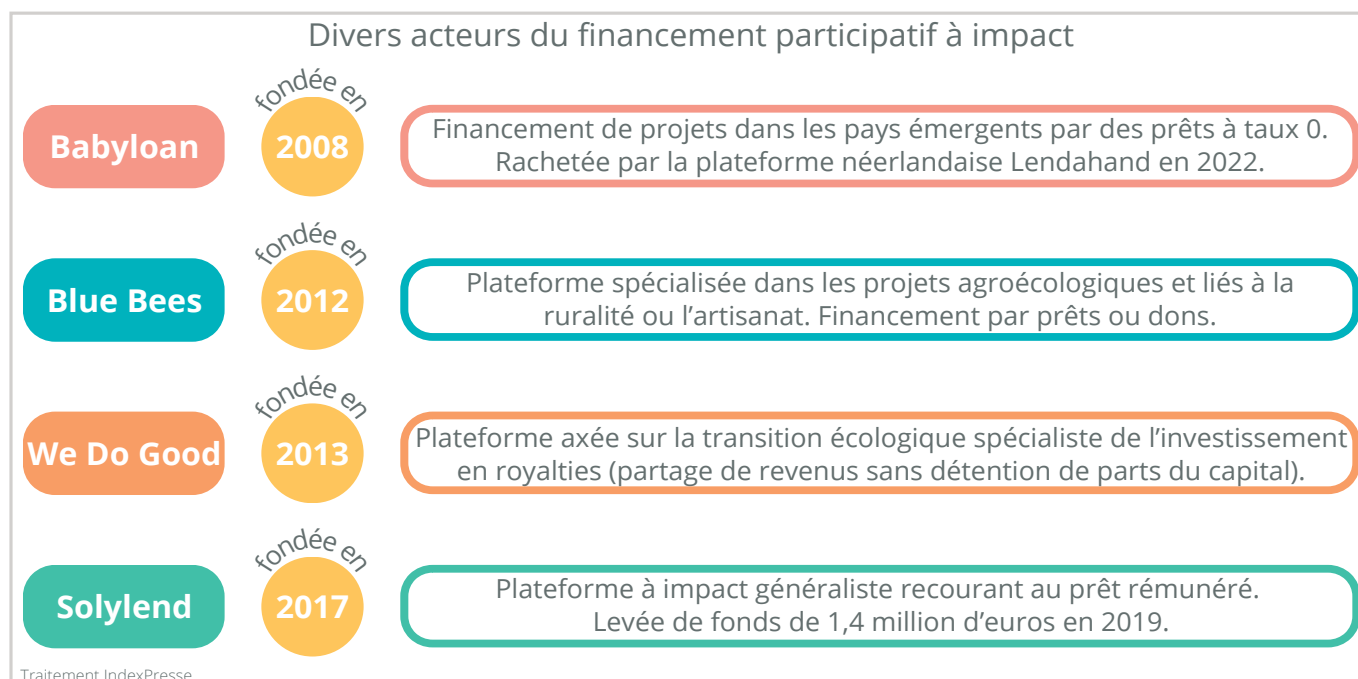 Divers acteurs du financement participatif à impact
fondée en
Babyloan
2008
Financement de projets dans les pays émergents par des prêts à taux 0.
Rachetée par la plateforme néerlandaise Lendahand en 2022.
fondée en
Blue Bees
2012
Plateforme spécialisée dans les projets agroécologiques et liés à la
ruralité ou l’artisanat. Financement par prêts ou dons.
fondée en
We Do Good
2013
Plateforme axée sur la transition écologique spécialiste de l’investissement
en royalties (partage de revenus sans détention de parts du capital).
fondée en
Solylend
2017
Plateforme à impact généraliste recourant au prêt rémunéré.
Levée de fonds de 1,4 million d’euros en 2019.
Traitement IndexPresse